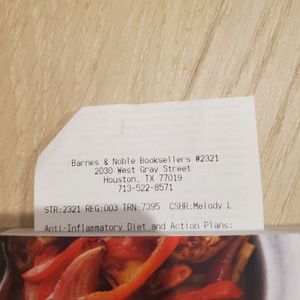 Barnes & Noble Booksellers #2321
2030 West Gray Street
Houston, TX 77019
713-522-8571
STR:2321 REG:003 TRN:7395 CSHR:Melody L
Anti-Inflammatory Diet and Action Plans: